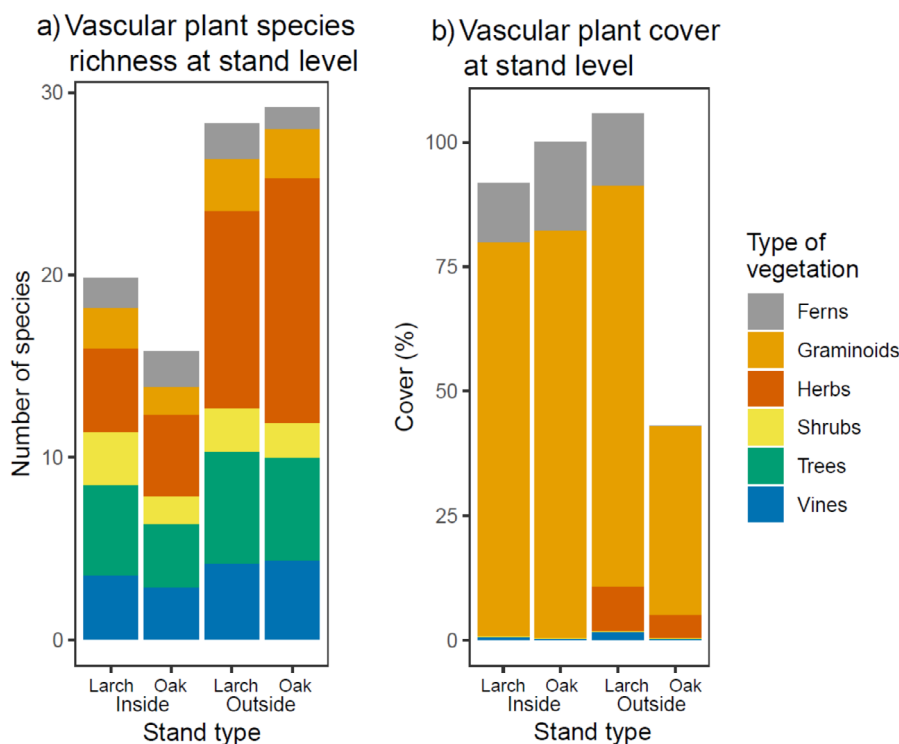 a) Vascular plant species
richness at stand level
30
20
10
0
Number of species
Larch Oak Larch Oak
Inside Outside
Stand type
b) Vascular plant cover
at stand level
100
75
50
25
0
Cover (%)
Larch Oak Larch Oak
Inside Outside
Stand type
Type of
vegetation
Ferns
Graminoids
Herbs
Shrubs
Trees
Vines